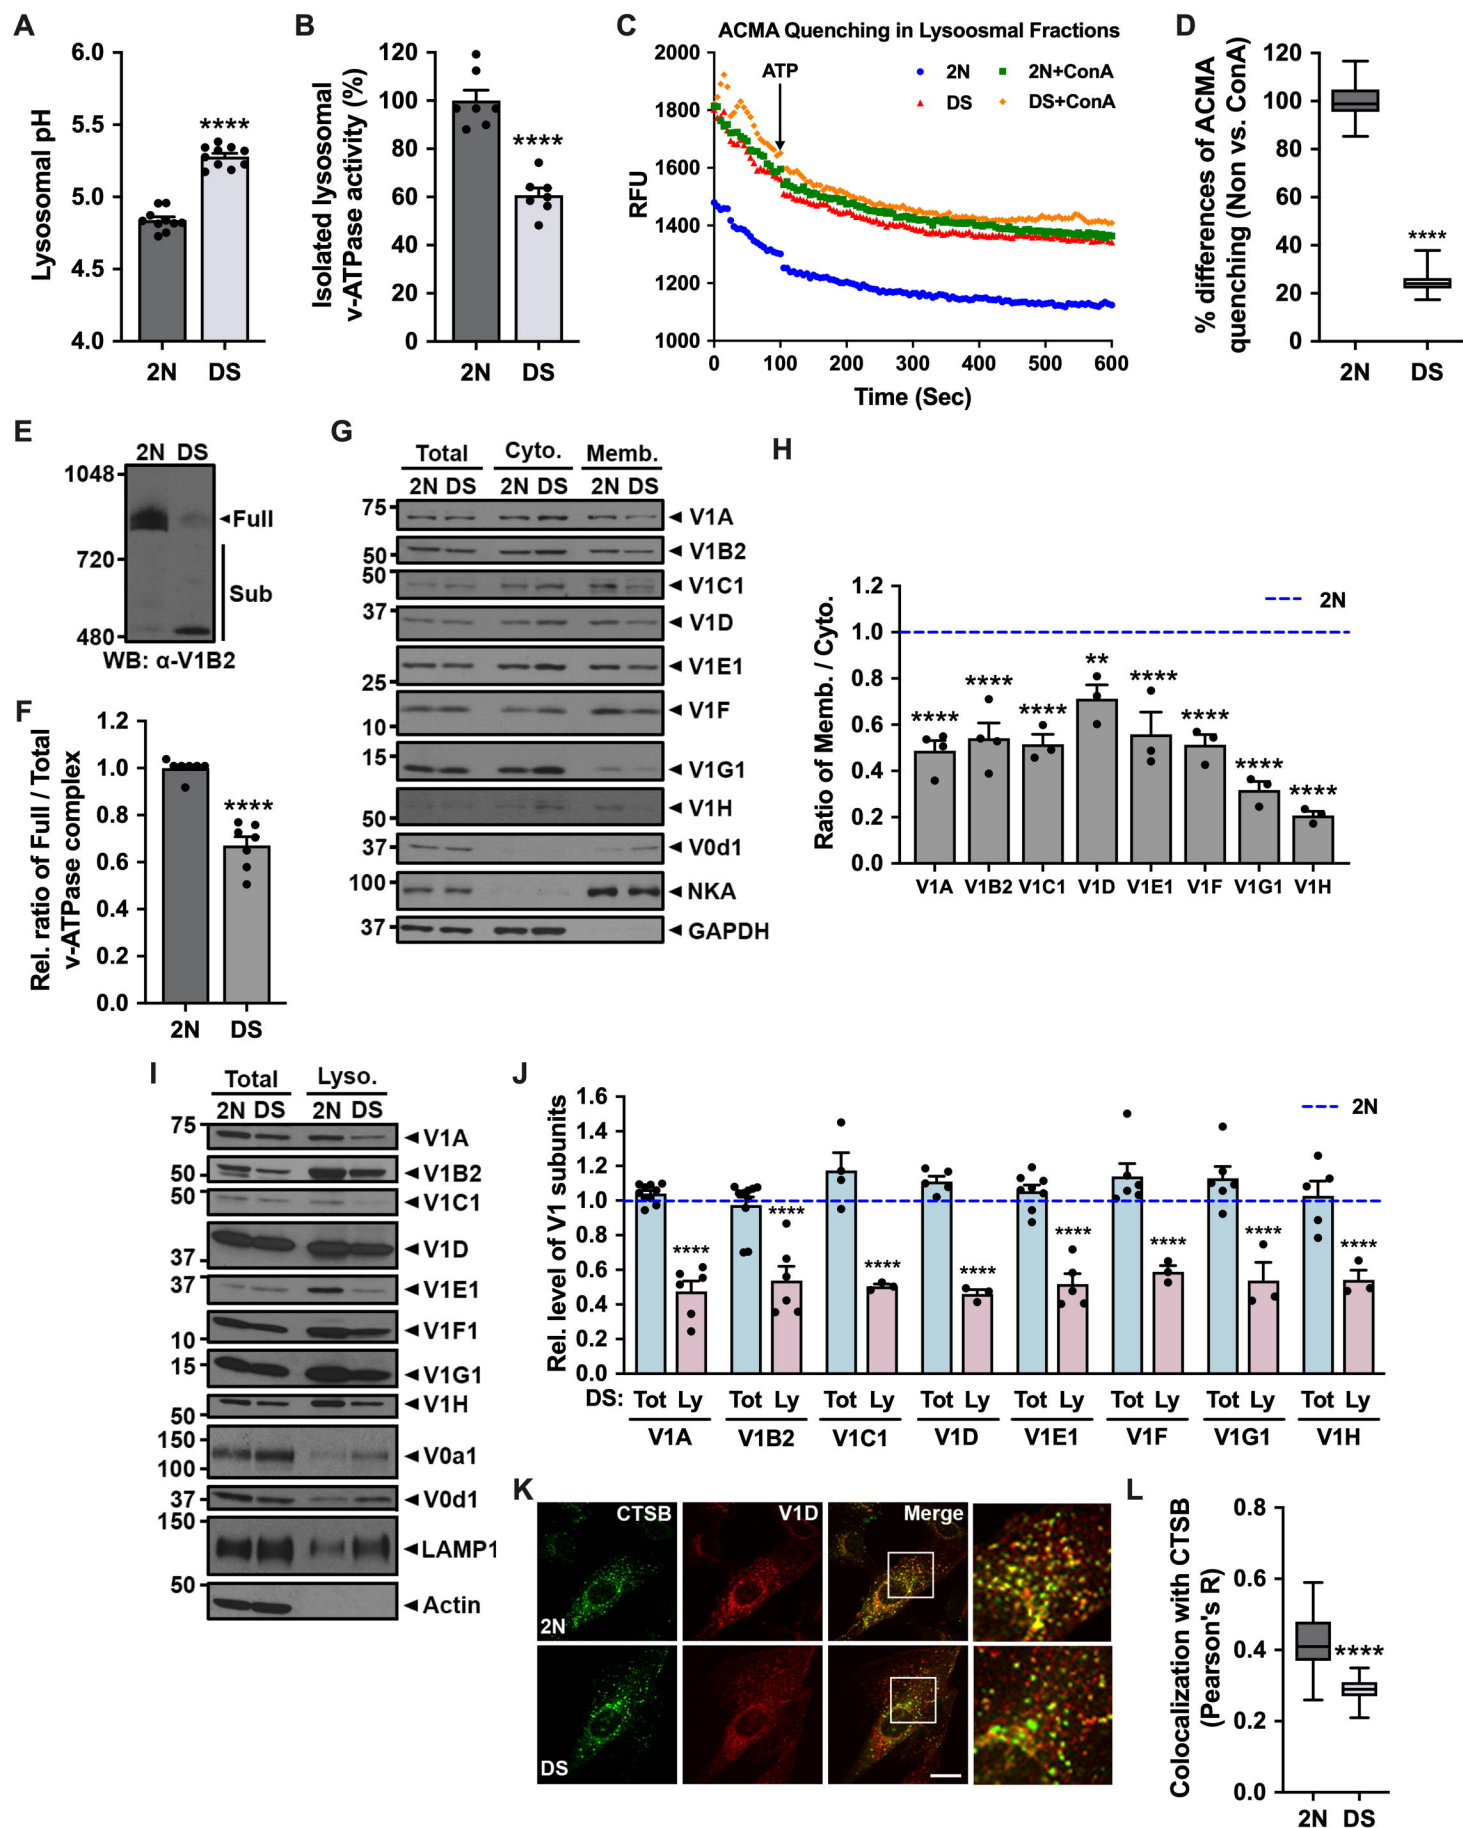 A
6.0
5.5
5.0
4.5
4.0
Lysosomal pH
****
2N DS
B
120
100
80
60
40
20
0
Isolated lysosomal
v-ATPase activity (%)
****
2N DS
C
ACMA Quenching in Lysoosmal Fractions
2000
1800
1600
1400
1200
1000
RFU
ATP
2N
2N+ConA
DS
DS+ConA
0 100 200 300 400 500 600
Time (Sec)
D
120
100
80
60
40
20
0
% differences of ACMA
quenching (Non vs. ConA)
****
2N DS
E
2N DS
1048
720
480
Full
Sub
WB: α-V1B2
F
1.2
1.0
0.8
0.6
0.4
0.2
0.0
Rel. ratio of Full / Total
v-ATPase complex
****
2N DS
G
Total Cyto. Memb.
2N DS 2N DS 2N DS
75 V1A
50 V1B2
50 V1C1
37 V1D
25 V1E1
10 V1F
15 V1G1
50 V1H
37 V0d1
100 NKA
37 GAPDH
H
1.2
1.0
0.8
0.6
0.4
0.2
0.0
Ratio of Memb. / Cyto.
2N
**** **** **** ** **** **** **** ****
V1A V1B2 V1C1 V1D V1E1 V1F V1G1 V1H
I
Total Lyso.
2N DS 2N DS
75 V1A
50 V1B2
50 V1C1
37 V1D
37 V1E1
10 V1F1
15 V1G1
50 V1H
150
100 V0a1
37 V0d1
150 LAMP1
50 Actin
J
1.6
1.4
1.2
1.0
0.8
0.6
0.4
0.2
0.0
Rel. level of V1 subunits
2N
**** **** **** **** **** **** **** ****
DS: Tot Ly Tot Ly Tot Ly Tot Ly Tot Ly Tot Ly Tot Ly Tot Ly
V1A V1B2 V1C1 V1D V1E1 V1F V1G1 V1H
K
CTSB V1D Merge
2N
DS
L
0.8
0.6
0.4
0.2
0.0
Colocalization with CTSB
(Pearson's R)
****
2N DS